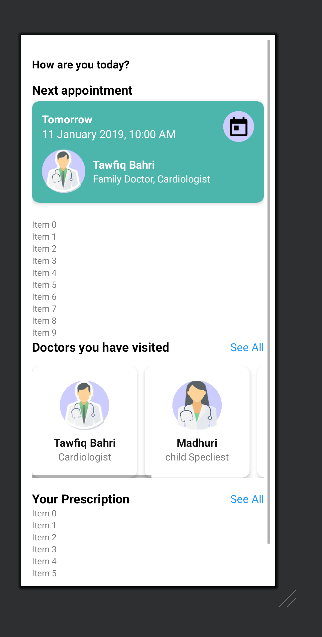 How are you today?
Next appointment
Tomorrow
11 January 2019, 10:00 AM
Tawfiq Bahri
Family Doctor, Cardiologist
Item 0
Item 1
Item 2
Item 3
Item 4
Item 5
Item 6
Item 7
Item 8
Item 9
Doctors you have visited See All
Tawfiq Bahri
Cardiologist
Madhuri
child Specliest
Your Prescription See All
Item 0
Item 1
Item 2
Item 3
Item 4
Item 5